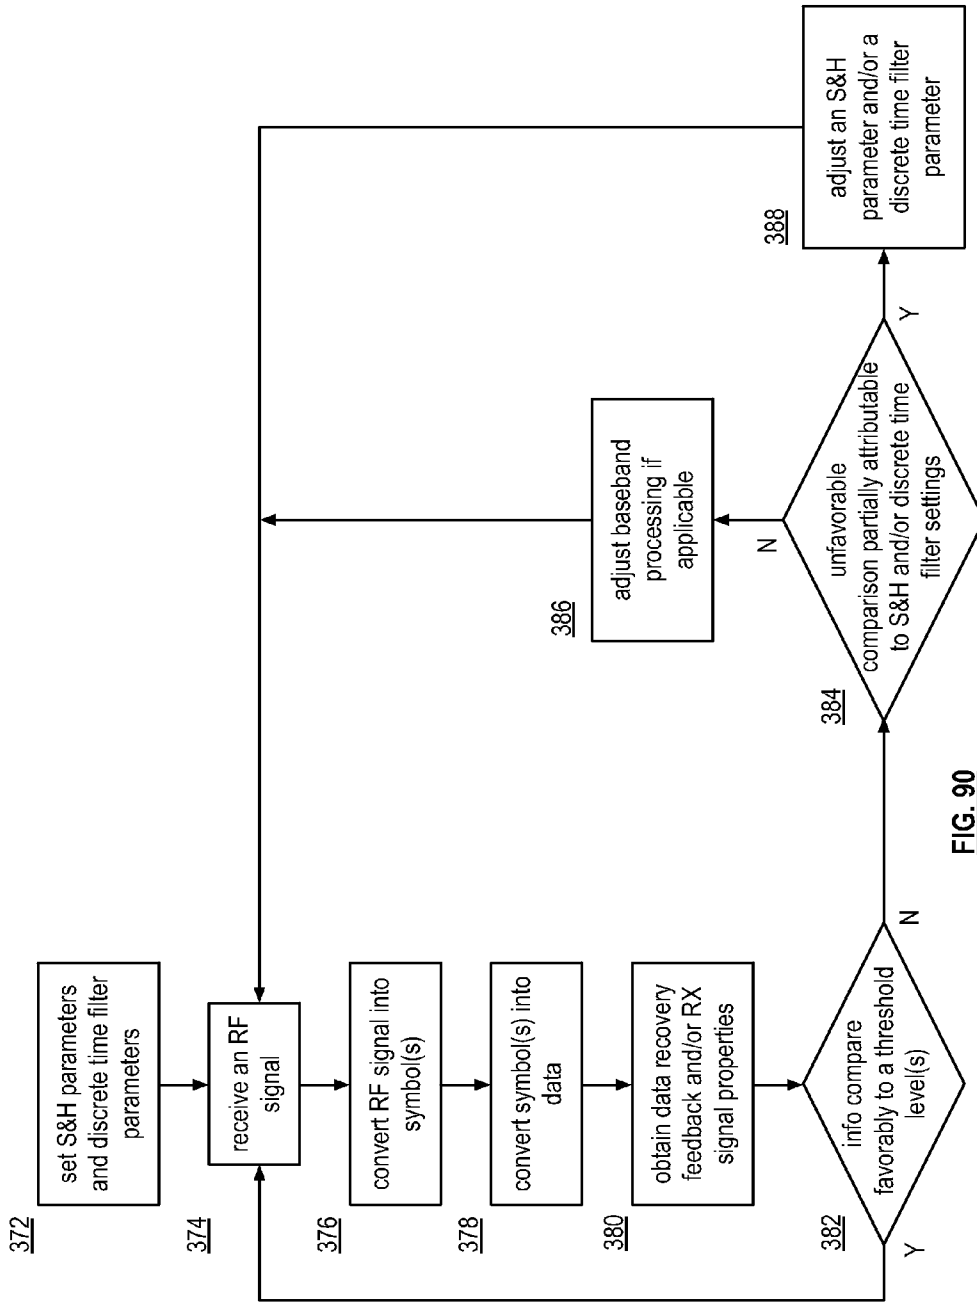 372
set S&H parameters
and discrete time filter
parameters
374
receive an RF
signal
376
convert RF signal into
symbol(s)
378
convert symbol(s) into
data
380
obtain data recovery
feedback and/or RX
signal properties
382
info compare
favorably to a threshold
level(s)
Y
N
384
unfavorable
comparison partially attributable
to S&H and/or discrete time
filter settings
N
Y
386
adjust baseband
processing if
applicable
388
adjust an S&H
parameter and/or a
discrete time filter
parameter
FIG. 90